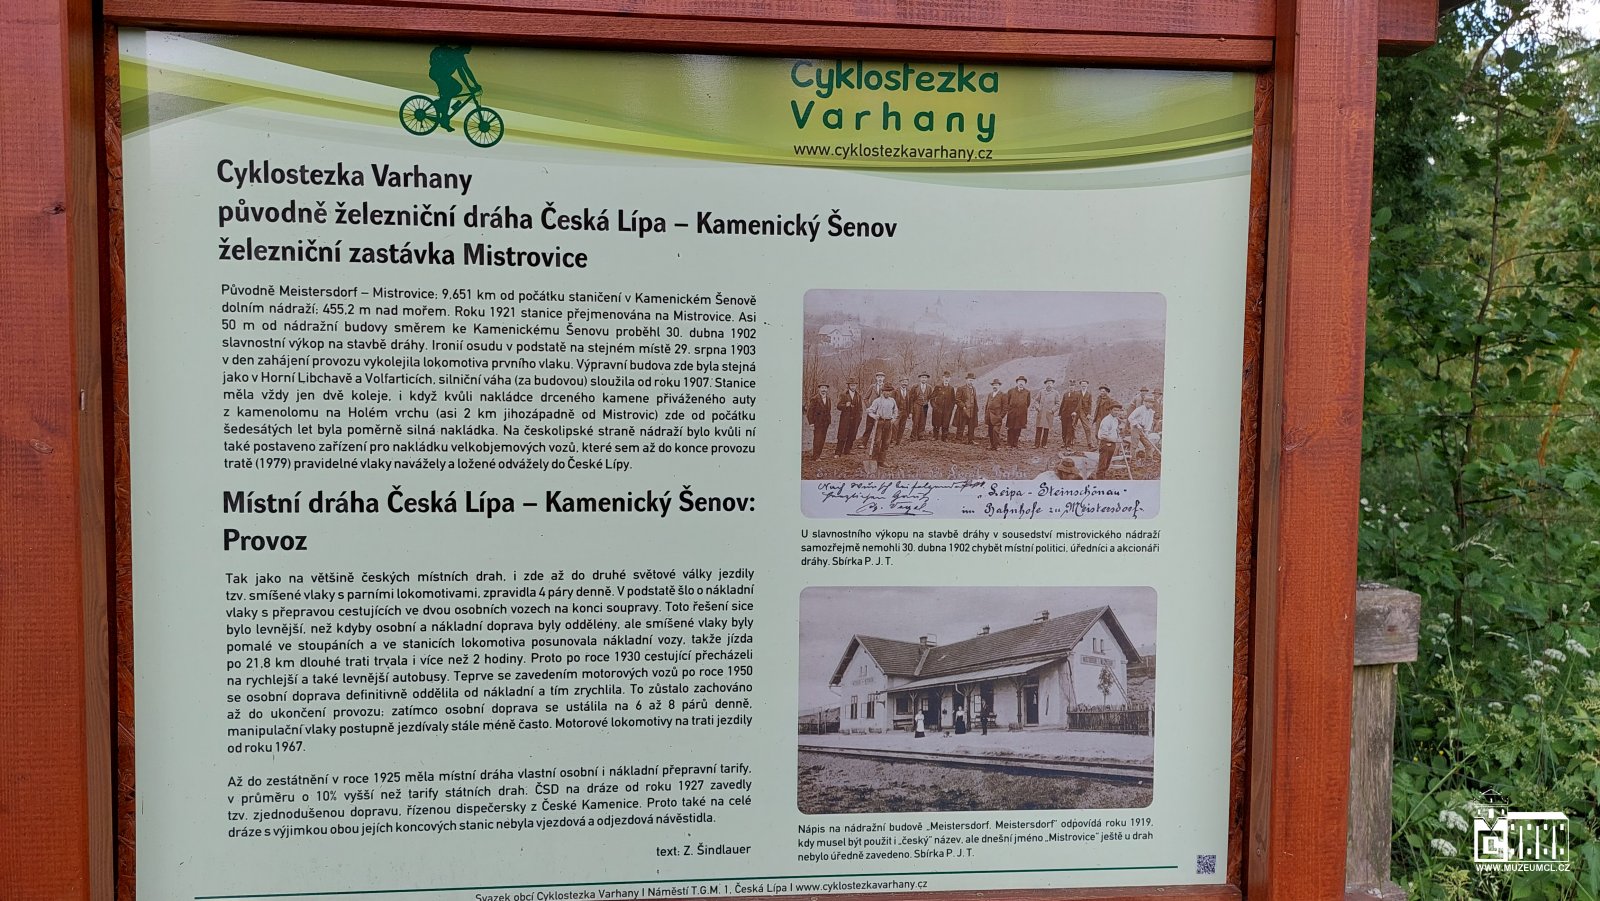 Cyklostezka
Varhany
www.cyklostezkavarhany.cz
Cyklostezka Varhany
původně železniční dráha Česká Lípa – Kamenický Šenov
železniční zastávka Mistrovice
Původně Meistersdorf – Mistrovice; 9,651 km od počátku staničení v Kamenickém Šenově
dolním nádraží; 455,2 m nad mořem. Roku 1921 stanice přejmenována na Mistrovice. Asi
50 m od nádražní budovy směrem ke Kamenickému Šenovu proběhl 30. dubna 1902
slavnostní výkop na stavbě dráhy. Ironií osudu v podstatě na stejném místě 29. srpna 1903
v den zahájení provozu vykolejila lokomotiva prvního vlaku. Výpravní budova zde byla stejná
jako v Horní Libchavě a Volfarticích, silniční váha (za budovou) sloužila od roku 1907. Stanice
měla vždy jen dvě koleje, i když kvůli nakládce drceného kamene přiváženého auty
z kamenolomu na Holém vrchu (asi 2 km jihozápadně od Mistrovic) zde od počátku
šedesátých let byla poměrně silná nakládka. Na českolipské straně nádraží bylo kvůli ní
také postaveno zařízení pro nakládku velkobjemových vozů, které sem až do konce provozu
tratě (1979) pravidelné vlaky navážely a ložené odvážely do České Lípy.
Místní dráha Česká Lípa – Kamenický Šenov:
Provoz
Tak jako na většině českých místních drah, i zde až do druhé světové války jezdily
tzv. smíšené vlaky s parními lokomotivami, zpravidla 4 páry denně. V podstatě šlo o nákladní
vlaky s přepravou cestujících ve dvou osobních vozech na konci soupravy. Toto řešení sice
bylo levnější, než kdyby osobní a nákladní doprava byly odděleny, ale smíšené vlaky byly
pomalé ve stoupáních a ve stanicích lokomotiva posunovala nákladní vozy, takže jízda
po 21,8 km dlouhé trati trvala i více než 2 hodiny. Proto po roce 1930 cestující přecházeli
na rychlejší a také levnější autobusy. Teprve se zavedením motorových vozů po roce 1950
se osobní doprava definitivně oddělila od nákladní a tím zrychlila. To zůstalo zachováno
až do ukončení provozu; zatímco osobní doprava se ustálila na 6 až 8 párů denně,
manipulační vlaky postupně jezdívaly stále méně často. Motorové lokomotivy na trati jezdily
od roku 1967.
Až do zestátnění v roce 1925 měla místní dráha vlastní osobní i nákladní přepravní tarify,
v průměru o 10% vyšší než tarify státních drah. ČSD na dráze od roku 1927 zavedly
tzv. zjednodušenou dopravu, řízenou dispečersky z České Kamenice. Proto také na celé
dráze s výjimkou obou jejích koncových stanic nebyla vjezdová a odjezdová návěstidla.
text: Z. Šindlauer
„Leipa - Steinschönau"
im Bahnhofe zu Meistersdorf
U slavnostního výkopu na stavbě dráhy v sousedství mistrovického nádraží
samozřejmě nemohli 30. dubna 1902 chybět místní politici, úředníci a akcionáři
dráhy. Sbírka P. J. T.
Nápis na nádražní budově „Meistersdorf, Meistersdorf" odpovídá roku 1919,
kdy musel být použit i „český" název, ale dnešní jméno „Mistrovice" ještě u drah
nebylo úředně zavedeno. Sbírka P. J. T.
Svazek obcí Cyklostezka Varhany I Náměstí T.G.M. 1, Česká Lípa I www.cyklostezkavarhany.cz
WWW.MUZEUMCL.CZ